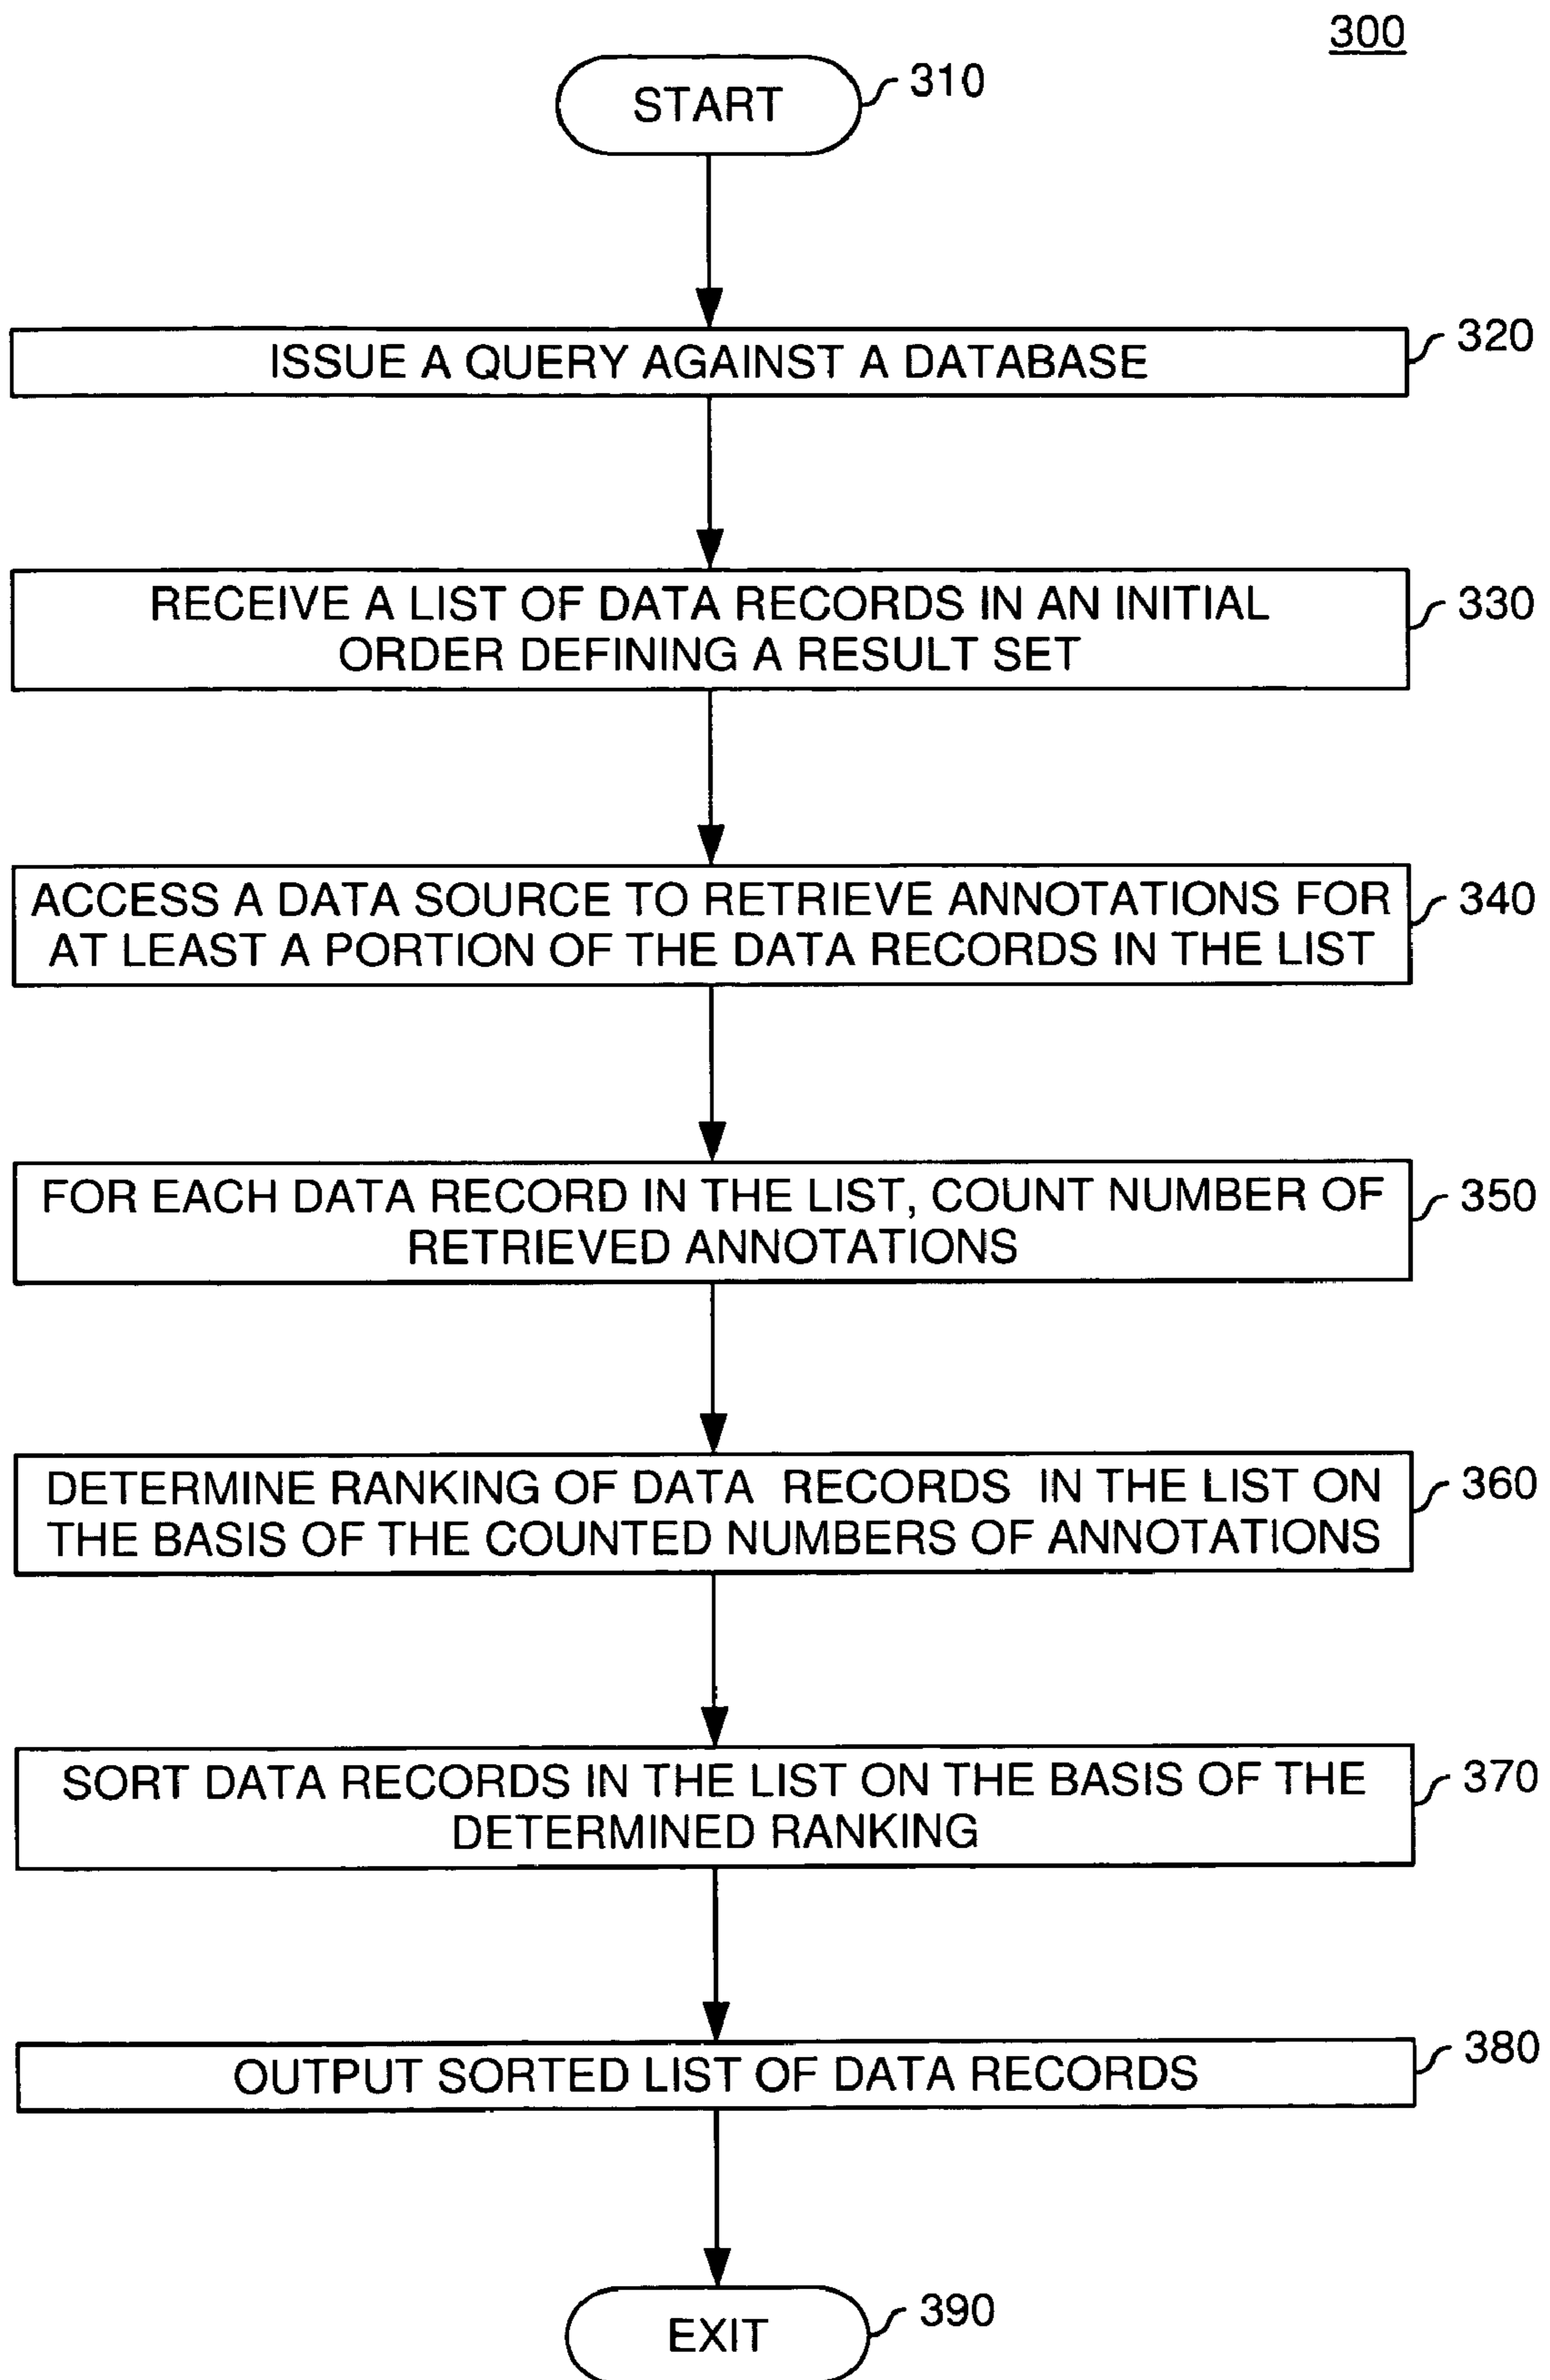 300
START
310
ISSUE A QUERY AGAINST A DATABASE
320
RECEIVE A LIST OF DATA RECORDS IN AN INITIAL
ORDER DEFINING A RESULT SET
330
ACCESS A DATA SOURCE TO RETRIEVE ANNOTATIONS FOR
AT LEAST A PORTION OF THE DATA RECORDS IN THE LIST
340
FOR EACH DATA RECORD IN THE LIST, COUNT NUMBER OF
RETRIEVED ANNOTATIONS
350
DETERMINE RANKING OF DATA RECORDS IN THE LIST ON
THE BASIS OF THE COUNTED NUMBERS OF ANNOTATIONS
360
SORT DATA RECORDS IN THE LIST ON THE BASIS OF THE
DETERMINED RANKING
370
OUTPUT SORTED LIST OF DATA RECORDS
380
EXIT
390